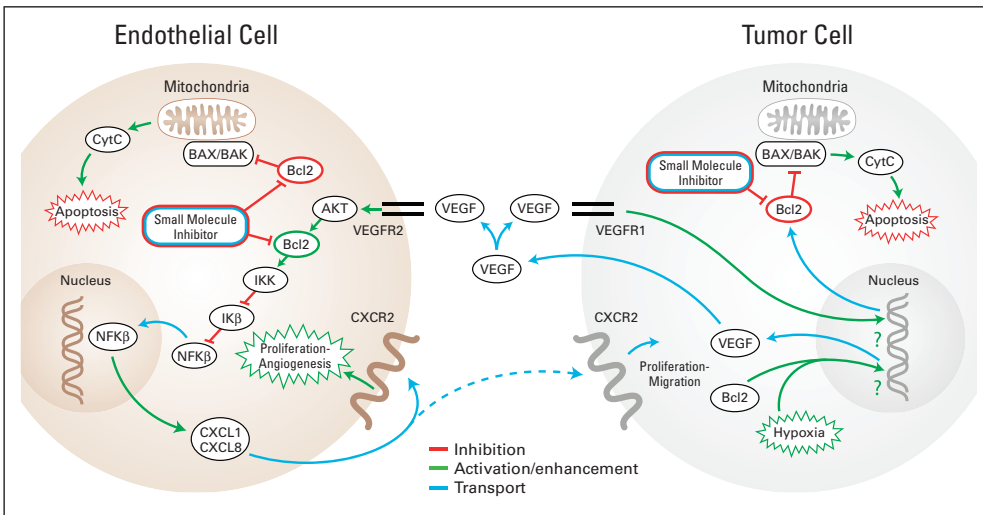 Endothelial Cell
Tumor Cell
Mitochondria
CytC
BAX/BAK
Bcl2
Apoptosis
Small Molecule
Inhibitor
AKT
VEGFR2
Bcl2
IKK
IKβ
NFKβ
Nucleus
NFKβ
Proliferation-
Angiogenesis
CXCR2
CXCL1
CXCL8
VEGF
VEGF
VEGF
VEGFR1
Mitochondria
BAX/BAK
CytC
Small Molecule
Inhibitor
Bcl2
Apoptosis
Nucleus
?
?
CXCR2
Proliferation-
Migration
VEGF
Bcl2
Hypoxia
Inhibition
Activation/enhancement
Transport